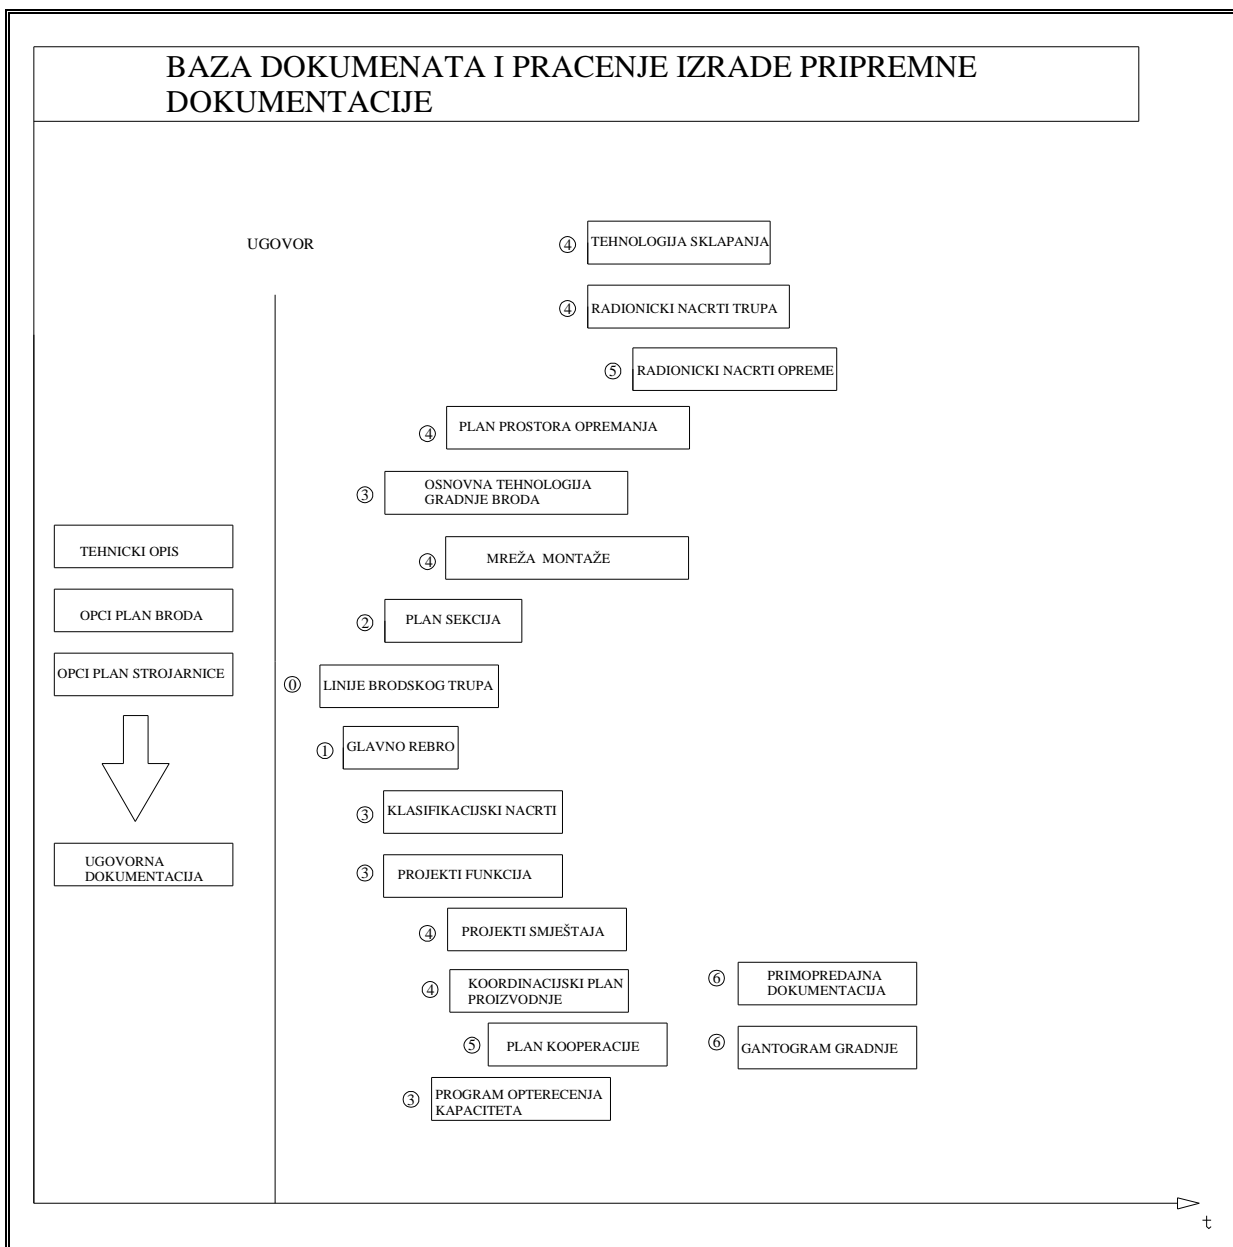 BAZA DOKUMENATA I PRACENJE IZRADE PRIPREMNE
DOKUMENTACIJE
UGOVOR
④ TEHNOLOGIJA SKLAPANJA
④ RADIONICKI NACRTI TRUPA
⑤ RADIONICKI NACRTI OPREME
④ PLAN PROSTORA OPREMANJA
③ OSNOVNA TEHNOLOGIJA
GRADNJE BRODA
TEHNICKI OPIS
④ MREŽA MONTAŽE
OPCI PLAN BRODA
② PLAN SEKCIJA
OPCI PLAN STROJARNICE
⓪ LINIJE BRODSKOG TRUPA
① GLAVNO REBRO
③ KLASIFIKACIJSKI NACRTI
UGOVORNA
DOKUMENTACIJA
③ PROJEKTI FUNKCIJA
④ PROJEKTI SMJEŠTAJA
④ KOORDINACIJSKI PLAN
PROIZVODNJE
⑥ PRIMOPREDAJNA
DOKUMENTACIJA
⑤ PLAN KOOPERACIJE
⑥ GANTOGRAM GRADNJE
③ PROGRAM OPTERECENJA
KAPACITETA
t